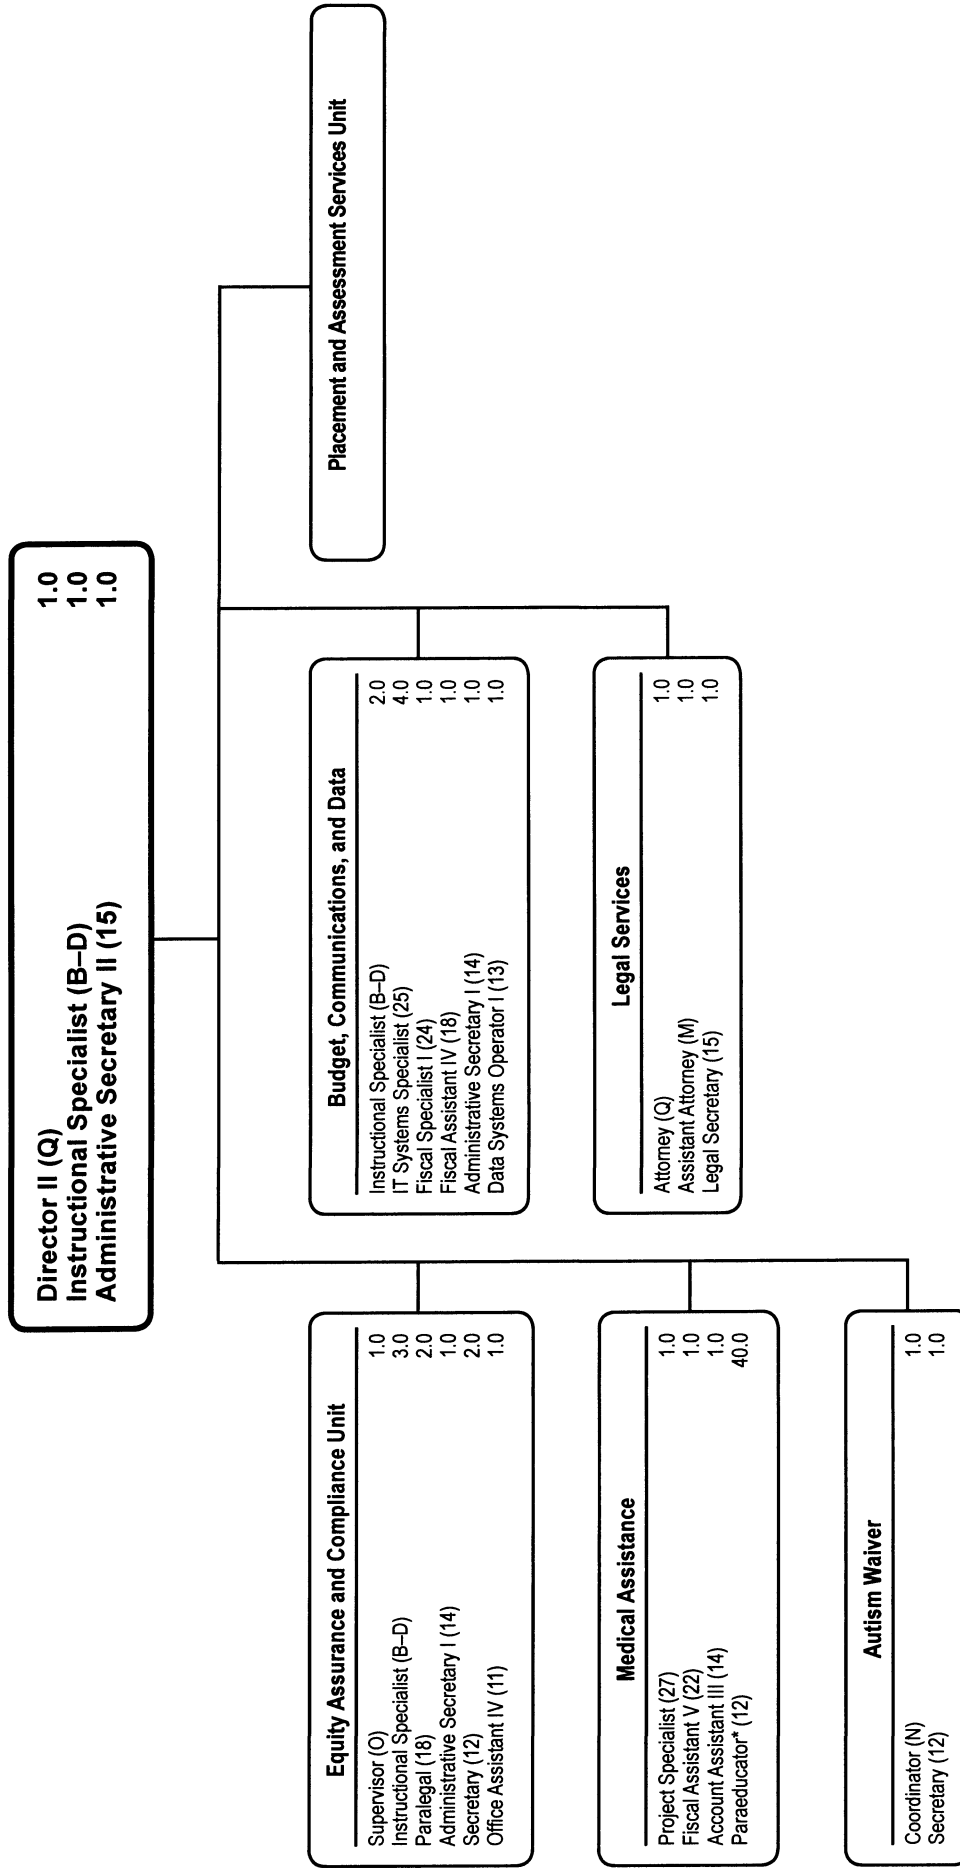 Director II (Q) 1.0
Instructional Specialist (B–D) 1.0
Administrative Secretary II (15) 1.0
Equity Assurance and Compliance Unit
Supervisor (O) 1.0
Instructional Specialist (B–D) 3.0
Paralegal (18) 2.0
Administrative Secretary I (14) 1.0
Secretary (12) 2.0
Office Assistant IV (11) 1.0
Medical Assistance
Project Specialist (27) 1.0
Fiscal Assistant V (22) 1.0
Account Assistant III (14) 1.0
Paraeducator* (12) 40.0
Autism Waiver
Coordinator (N) 1.0
Secretary (12) 1.0
Budget, Communications, and Data
Instructional Specialist (B–D) 2.0
IT Systems Specialist (25) 4.0
Fiscal Specialist I (24) 1.0
Fiscal Assistant IV (18) 1.0
Administrative Secretary I (14) 1.0
Data Systems Operator I (13) 1.0
Legal Services
Attorney (Q) 1.0
Assistant Attorney (M) 1.0
Legal Secretary (15) 1.0
Placement and Assessment Services Unit